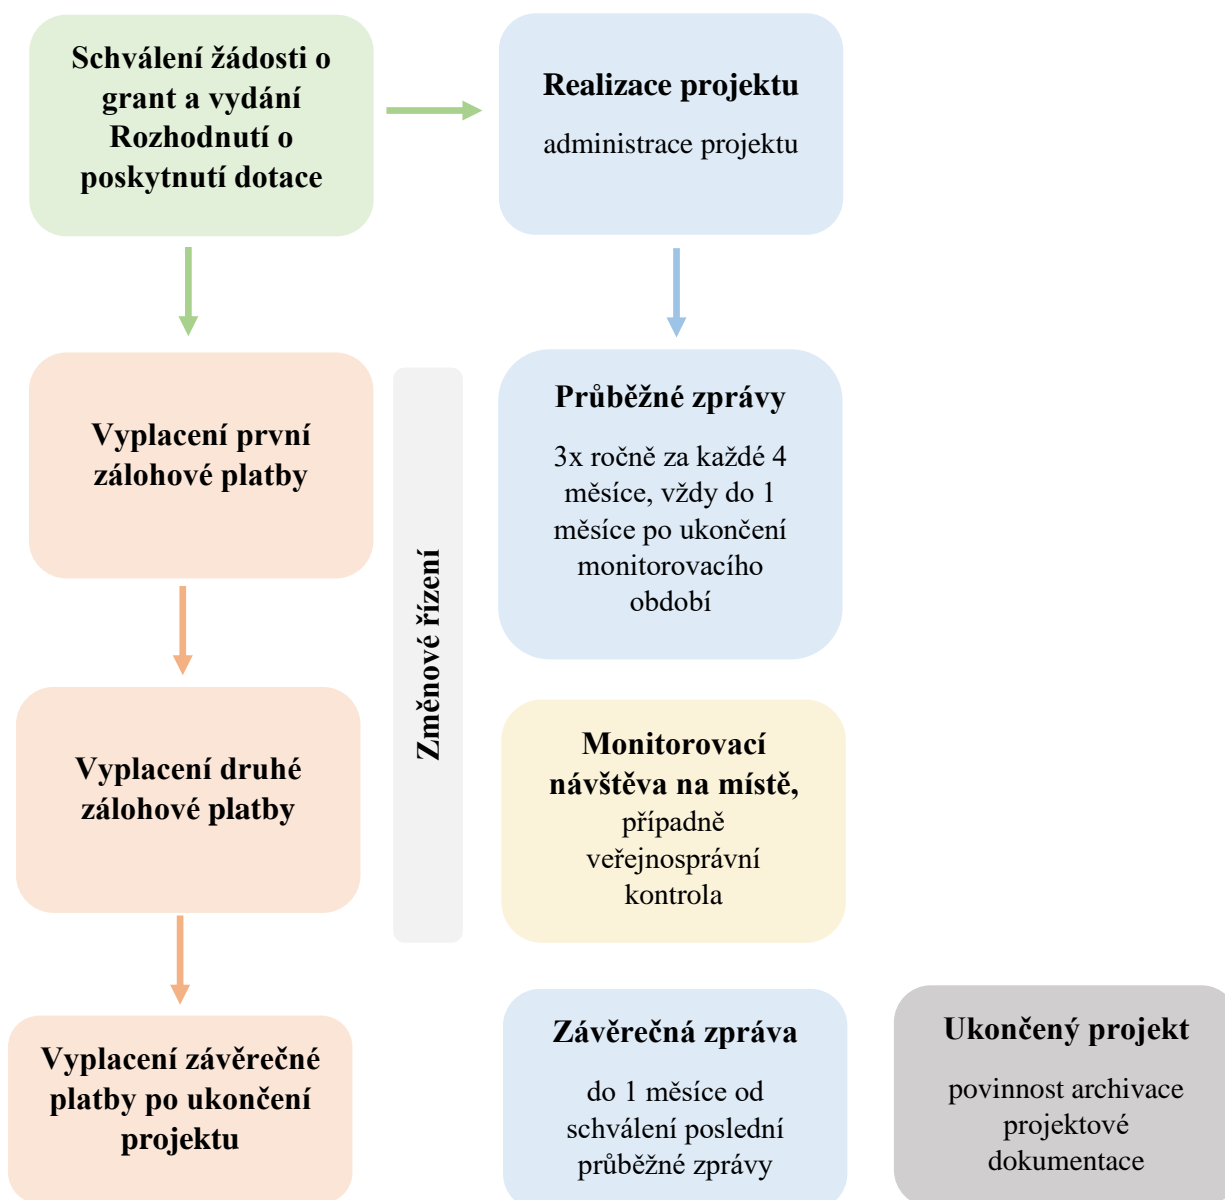 Schválení žádosti o
grant a vydání
Rozhodnutí o
poskytnutí dotace
Realizace projektu
administrace projektu
Vyplacení první
zálohové platby
Změnové řízení
Průběžné zprávy
3x ročně za každé 4
měsíce, vždy do 1
měsíce po ukončení
monitorovacího
období
Vyplacení druhé
zálohové platby
Monitorovací
návštěva na místě,
případně
veřejnosprávní
kontrola
Vyplacení závěrečné
platby po ukončení
projektu
Závěrečná zpráva
do 1 měsíce od
schválení poslední
průběžné zprávy
Ukončený projekt
povinnost archivace
projektové
dokumentace